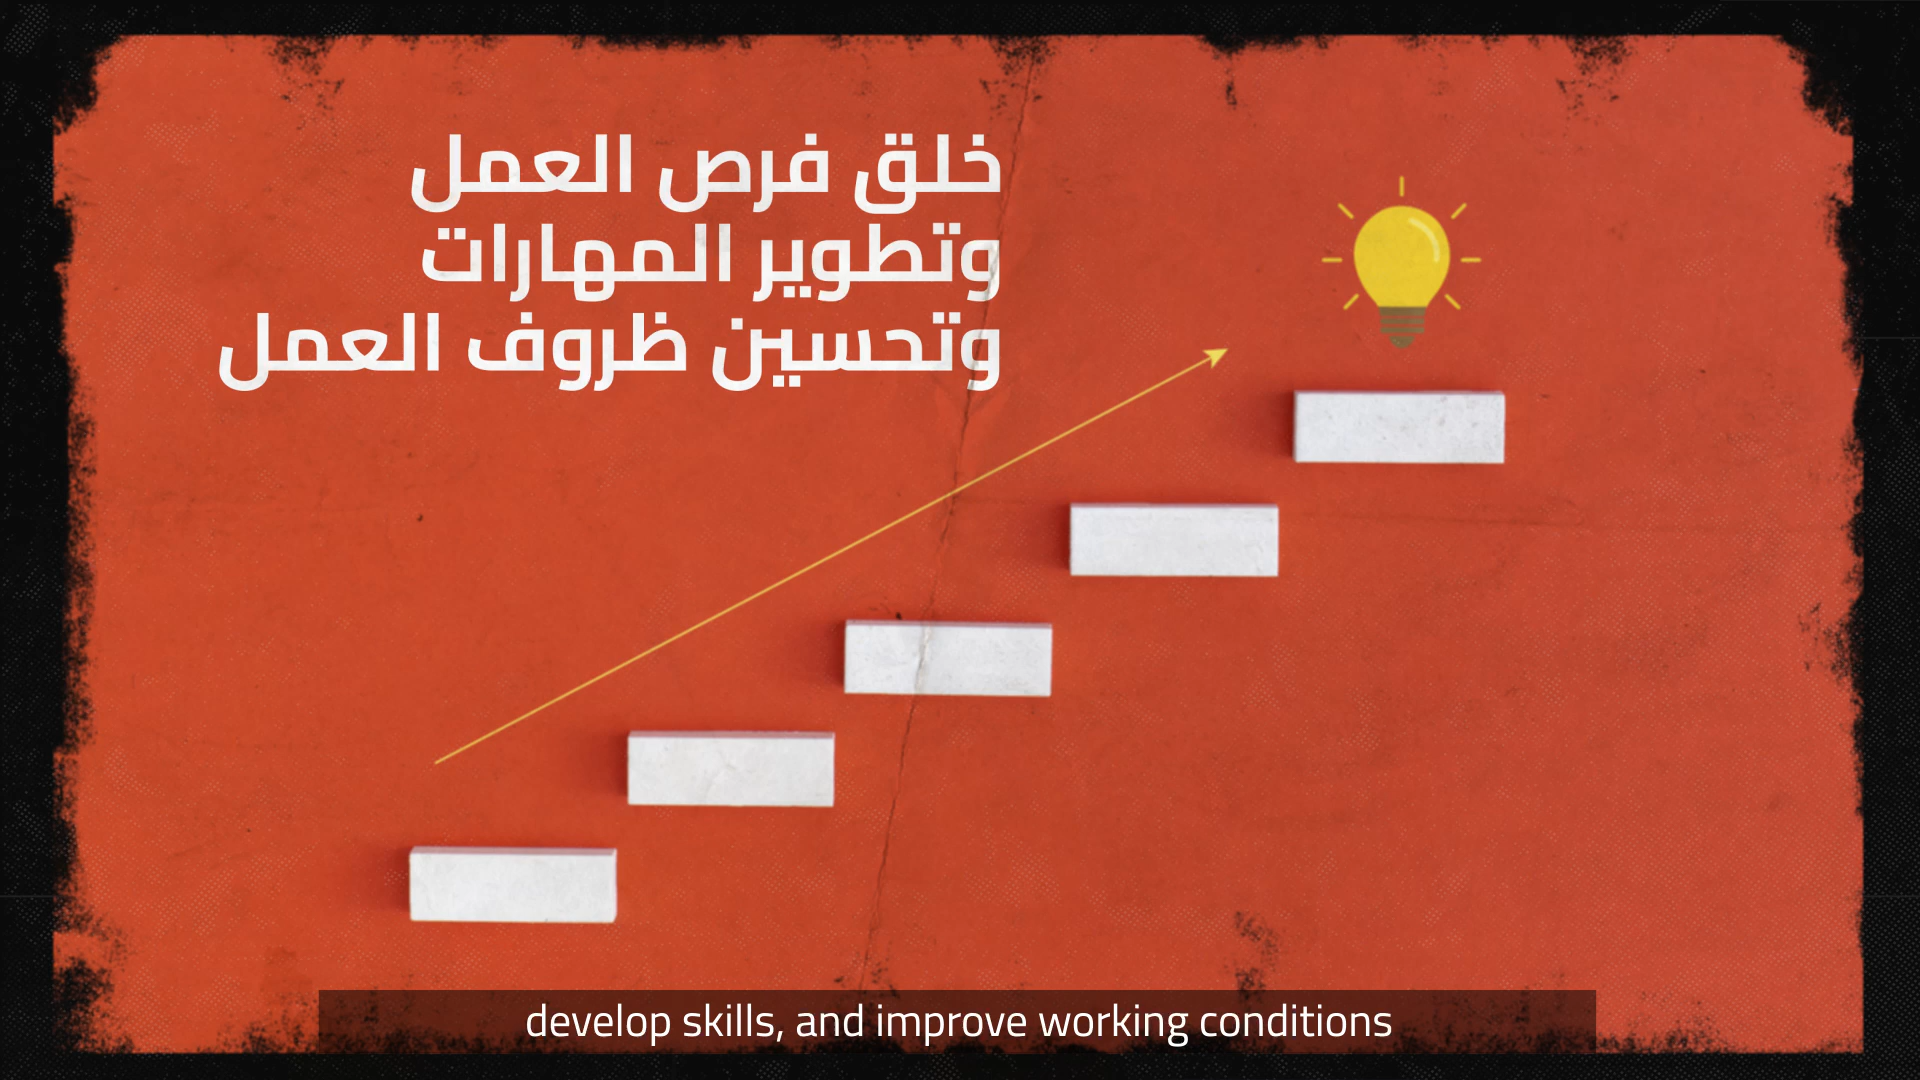 خلق فرص العمل
وتطوير المهارات
وتحسين ظروف العمل
develop skills, and improve working conditions